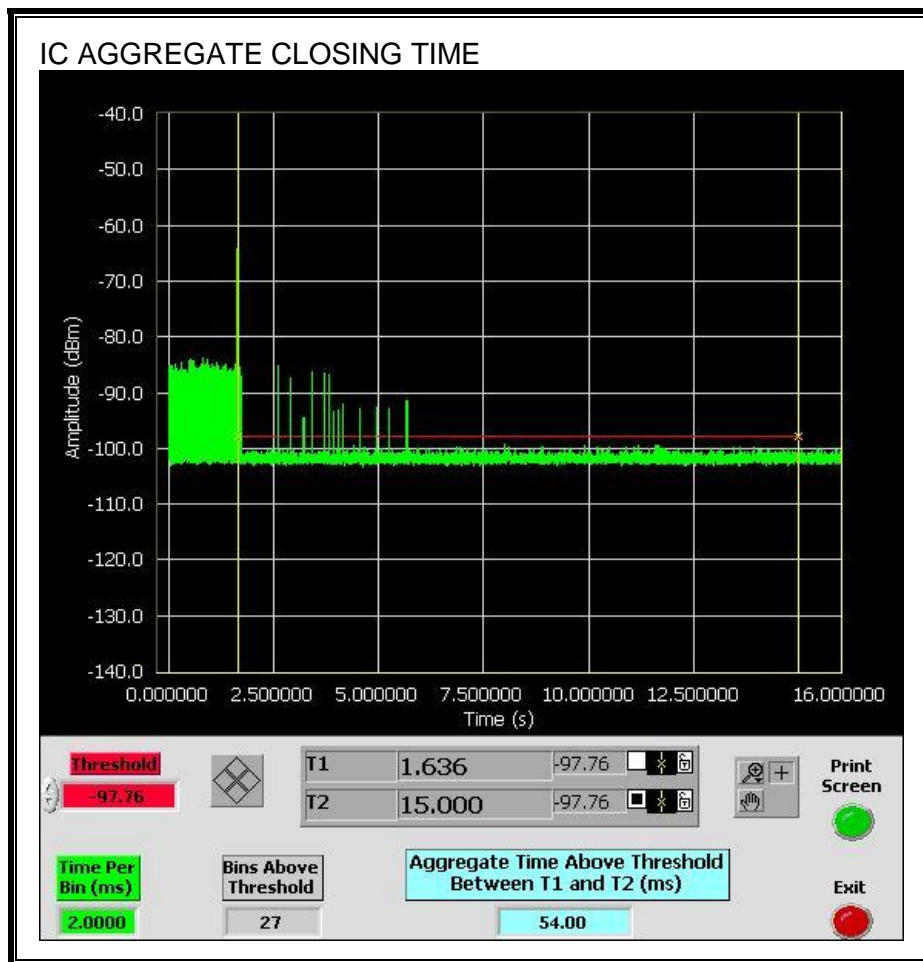 IC AGGREGATE CLOSING TIME
-40.0
-50.0
-60.0
-70.0
-80.0
-90.0
-100.0
-110.0
-120.0
-130.0
-140.0
Amplitude (dBm)
0.000000 2.500000 5.000000 7.500000 10.000000 12.500000 16.000000
Time (s)
Threshold
-97.76
T1 1.636 -97.76
T2 15.000 -97.76
Print
Screen
Time Per
Bin (ms)
2.0000
Bins Above
Threshold
27
Aggregate Time Above Threshold
Between T1 and T2 (ms)
54.00
Exit